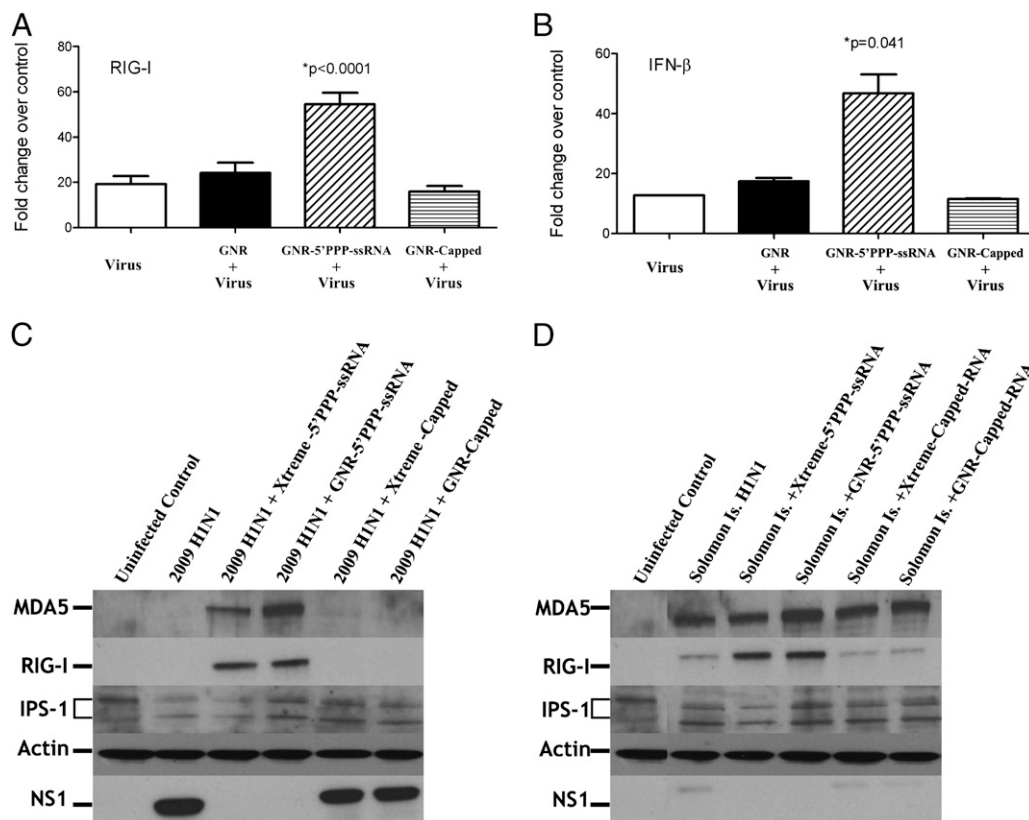 A
RIG-I
*p<0.0001
Fold change over control
80
60
40
20
0
Virus
GNR
+
Virus
GNR-5'PPP-ssRNA
+
Virus
GNR-Capped
+
Virus
B
IFN-β
*p=0.041
Fold change over control
60
40
20
0
Virus
GNR
+
Virus
GNR-5'PPP-ssRNA
+
Virus
GNR-Capped
+
Virus
C
Uninfected Control
2009 H1N1
2009 H1N1 + Xtreme -5'PPP-ssRNA
2009 H1N1 + GNR-5'PPP-ssRNA
2009 H1N1 + Xtreme -Capped
2009 H1N1 + GNR-Capped
MDA5
RIG-I
IPS-1
Actin
NS1
D
Uninfected Control
Solomon Is. H1N1
Solomon Is. +Xtreme-5'PPP-ssRNA
Solomon Is. +GNR-5'PPP-ssRNA
Solomon Is. +Xtreme-Capped-RNA
Solomon Is. +GNR-Capped-RNA
MDA5
RIG-I
IPS-1
Actin
NS1